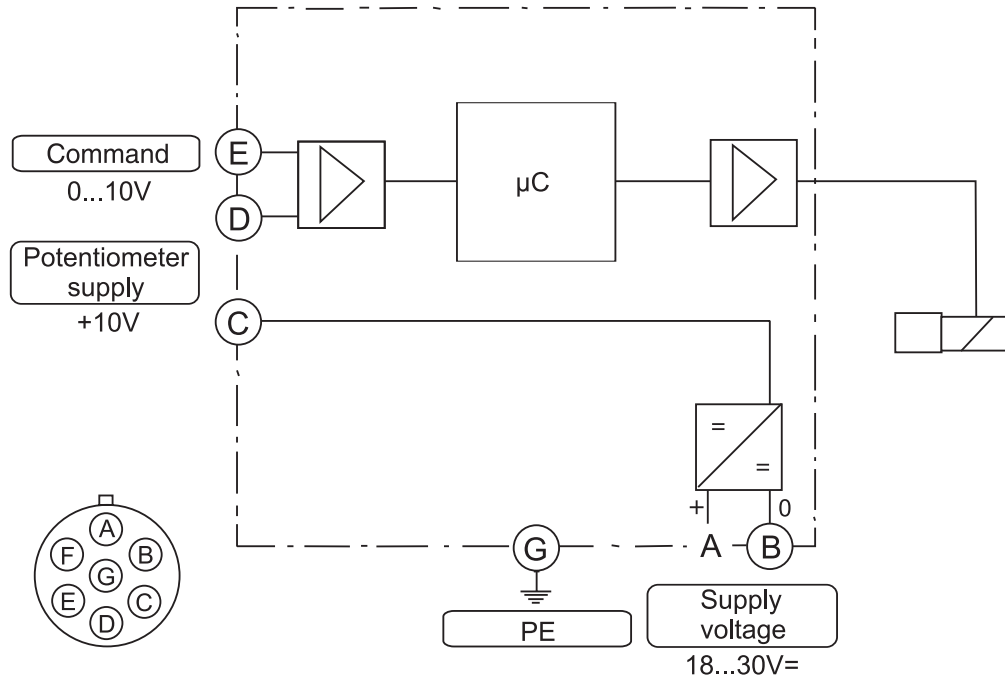 Command
0...10V
E
D
µC
Potentiometer
supply
+10V
C
=
=
+
0
G
A
B
PE
Supply
voltage
18...30V=
A
F
B
G
E
C
D